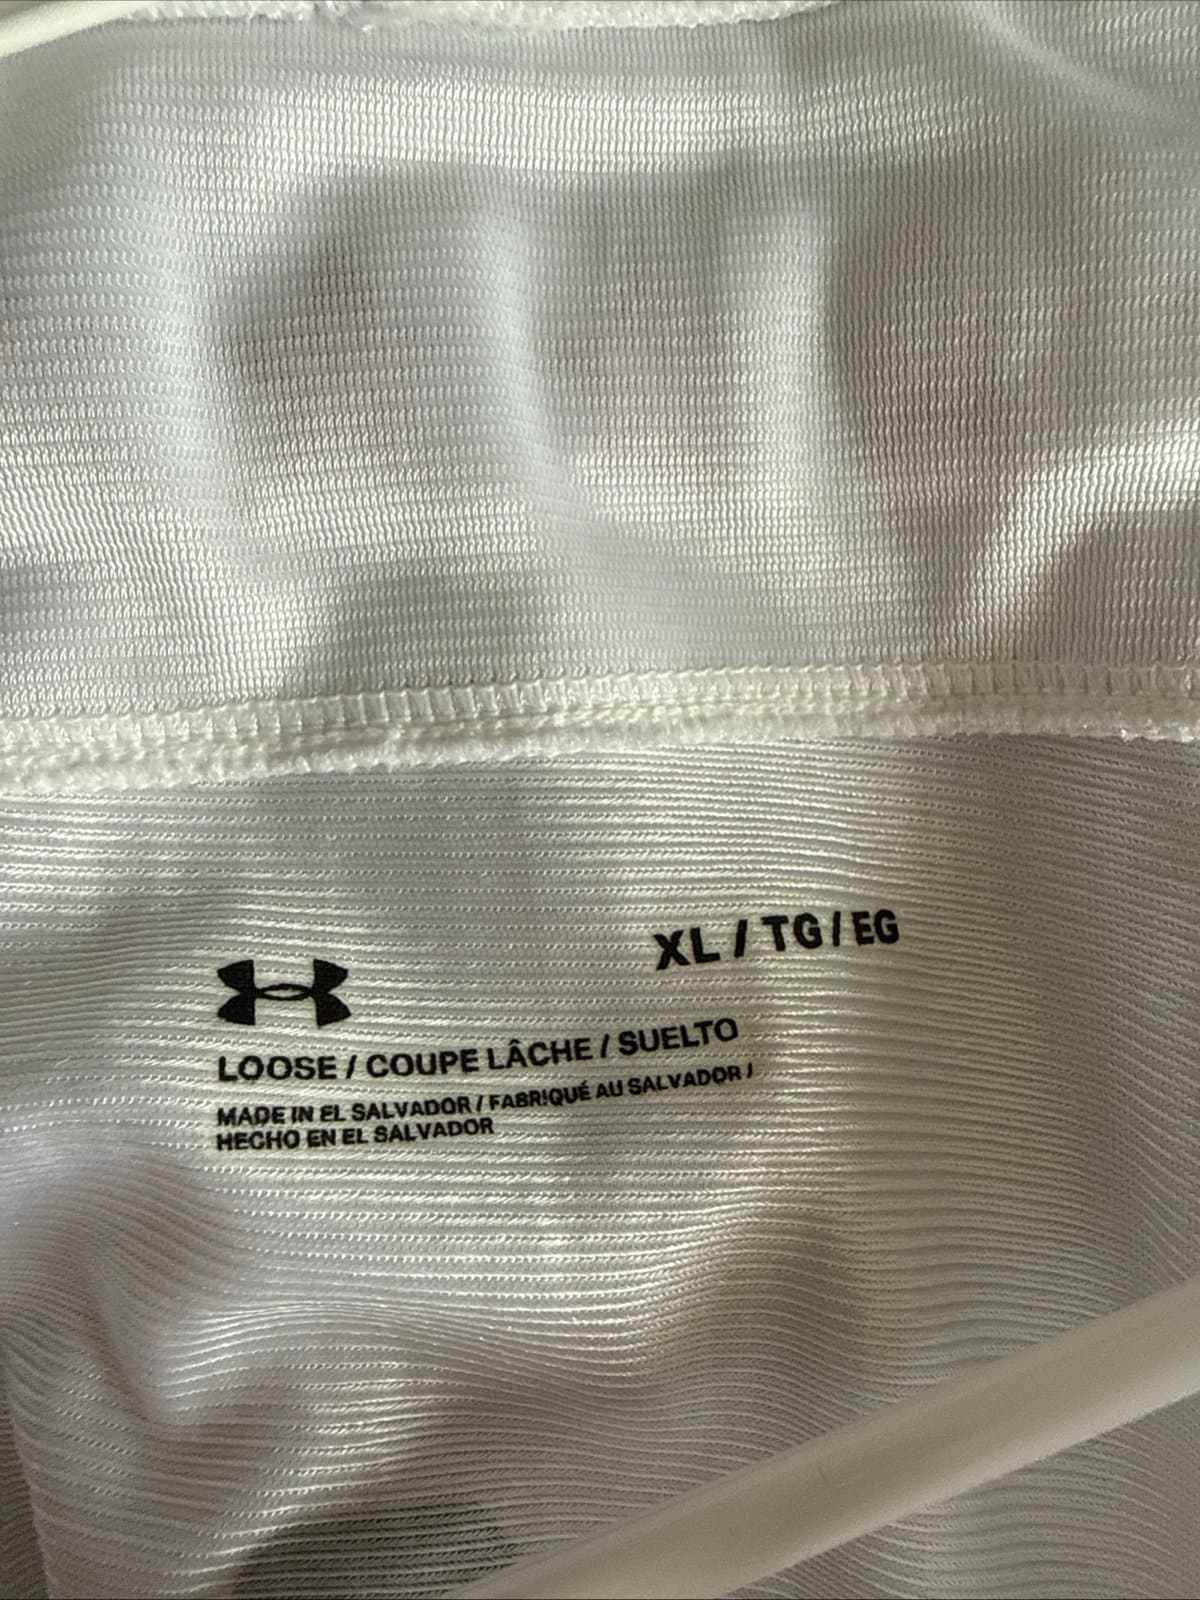 XL / TG / EG
LOOSE / COUPE LÂCHE / SUELTO
MADE IN EL SALVADOR / FABRIQUÉ AU SALVADOR /
HECHO EN EL SALVADOR